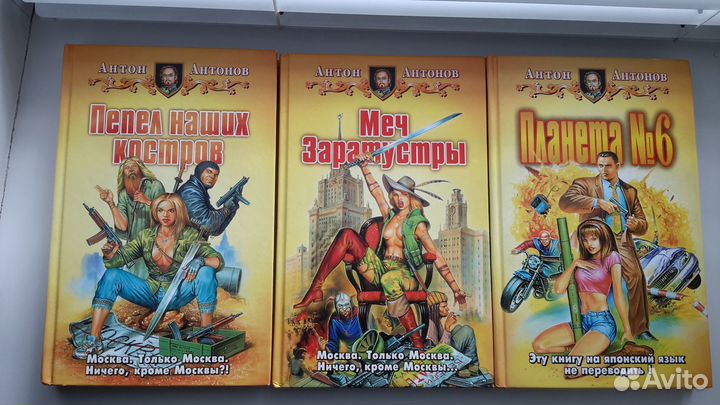 Антон Антонов
Пепел наших
костров
Москва. Только Москва.
Ничего, кроме Москвы?!
Антон Антонов
Меч
Заратустры
Москва. Только Москва.
Ничего, кроме Москвы...
Антон Антонов
Планета №6
Эту книгу на японский язык
не переводить
Avito